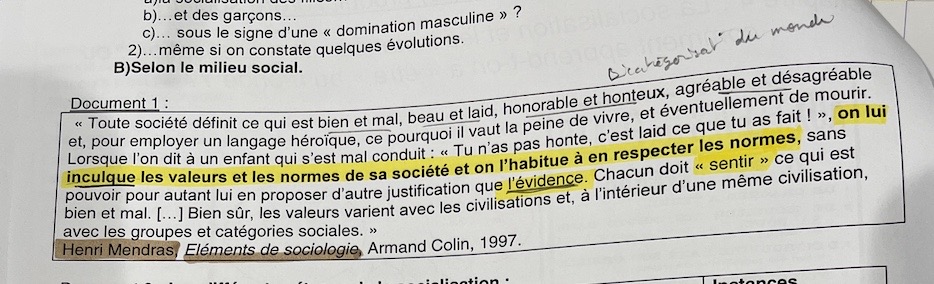 b)…et des garçons…
c)… sous le signe d'une « domination masculine » ?
2)…même si on constate quelques évolutions.
B)Selon le milieu social.
du monde
Document 1 :
« Toute société définit ce qui est bien et mal, beau et laid, honorable et honteux, agréable et désagréable
et, pour employer un langage héroïque, ce pourquoi il vaut la peine de vivre, et éventuellement de mourir.
Lorsque l'on dit à un enfant qui s'est mal conduit : « Tu n'as pas honte, c'est laid ce que tu as fait ! », on lui
inculque les valeurs et les normes de sa société et on l'habitue à en respecter les normes, sans
pouvoir pour autant lui en proposer d'autre justification que l'évidence. Chacun doit « sentir » ce qui est
bien et mal. […] Bien sûr, les valeurs varient avec les civilisations et, à l'intérieur d'une même civilisation,
avec les groupes et catégories sociales. »
Henri Mendras, Eléments de sociologie, Armand Colin, 1997.
Instances